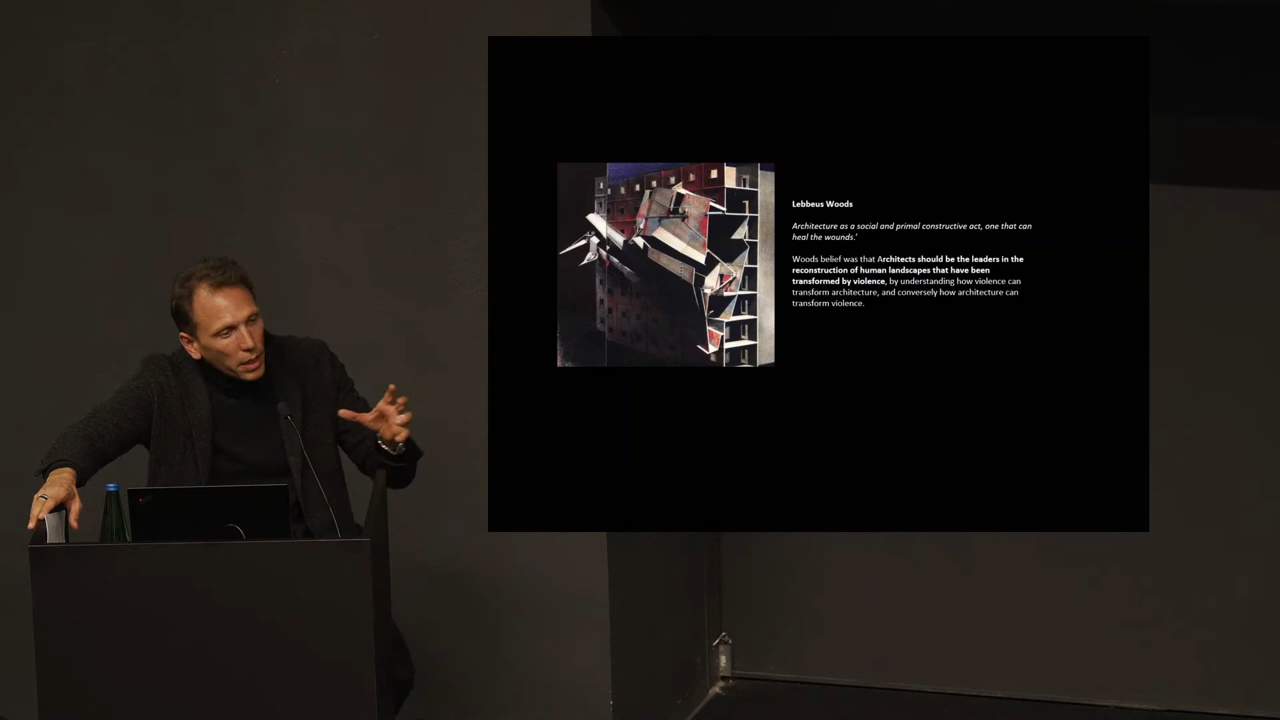 Lebbeus Woods
Architecture as a social and primal constructive act, one that can
heal the wounds.'
Woods belief was that Architects should be the leaders in the
reconstruction of human landscapes that have been
transformed by violence, by understanding how violence can
transform architecture, and conversely how architecture can
transform violence.